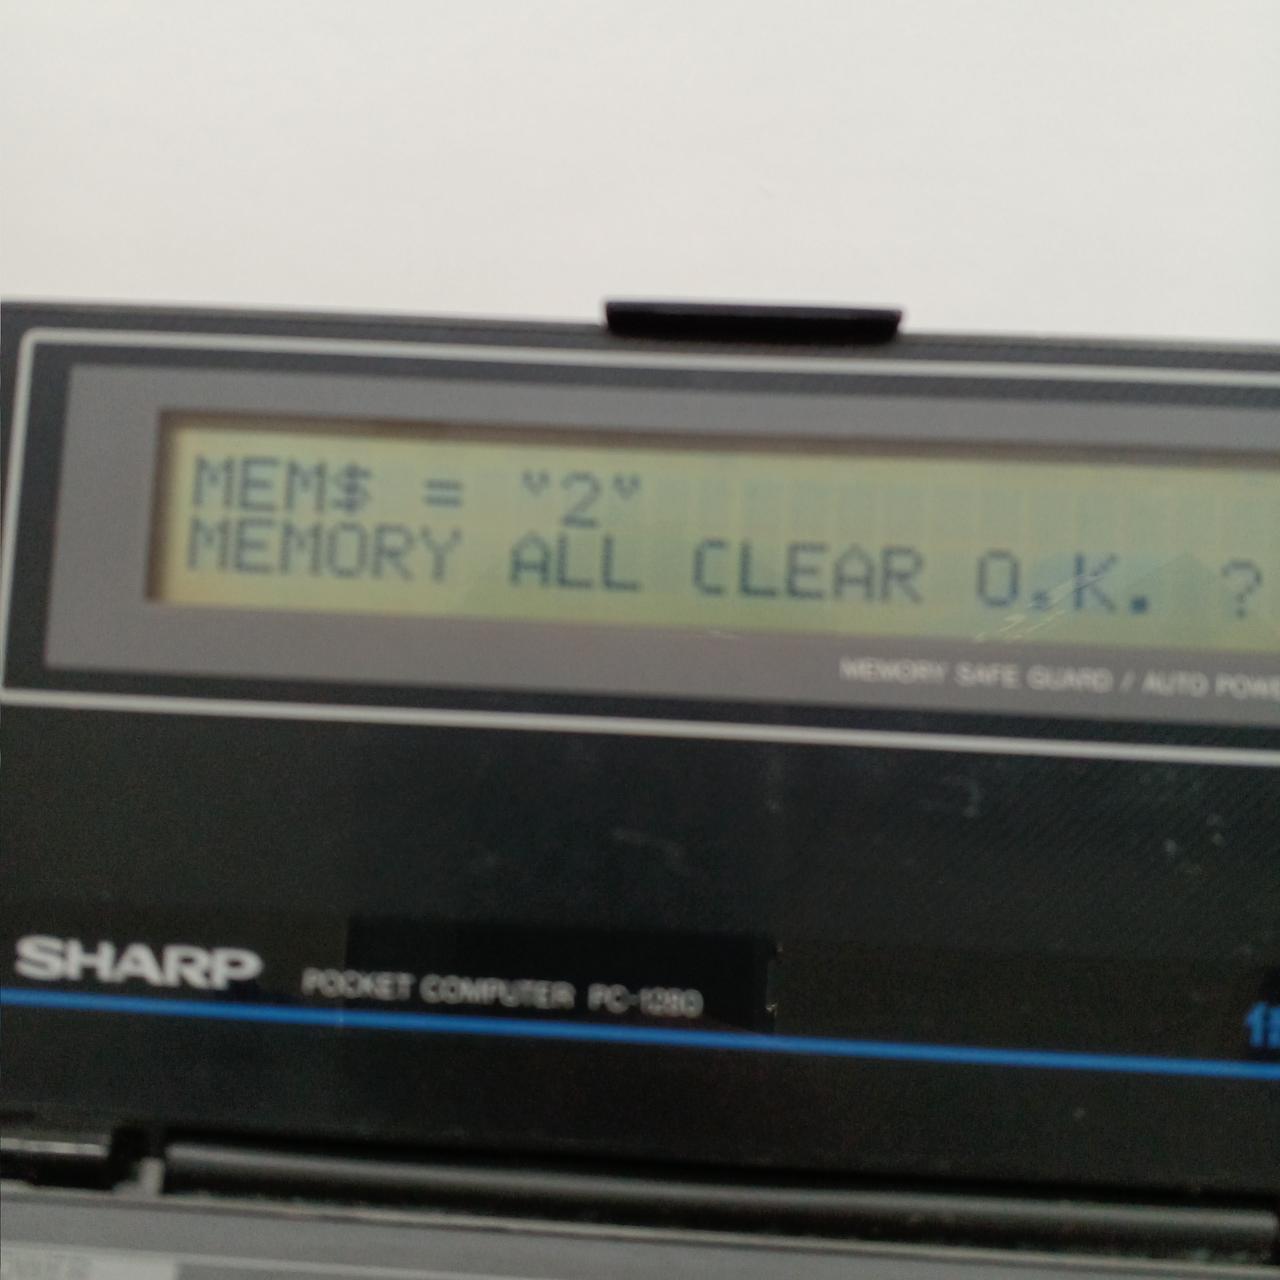 MEM$ = "2"
MEMORY ALL CLEAR O.K. ?
MEMORY SAFE GUARD / AUTO POWE
SHARP
POCKET COMPUTER PC-1280